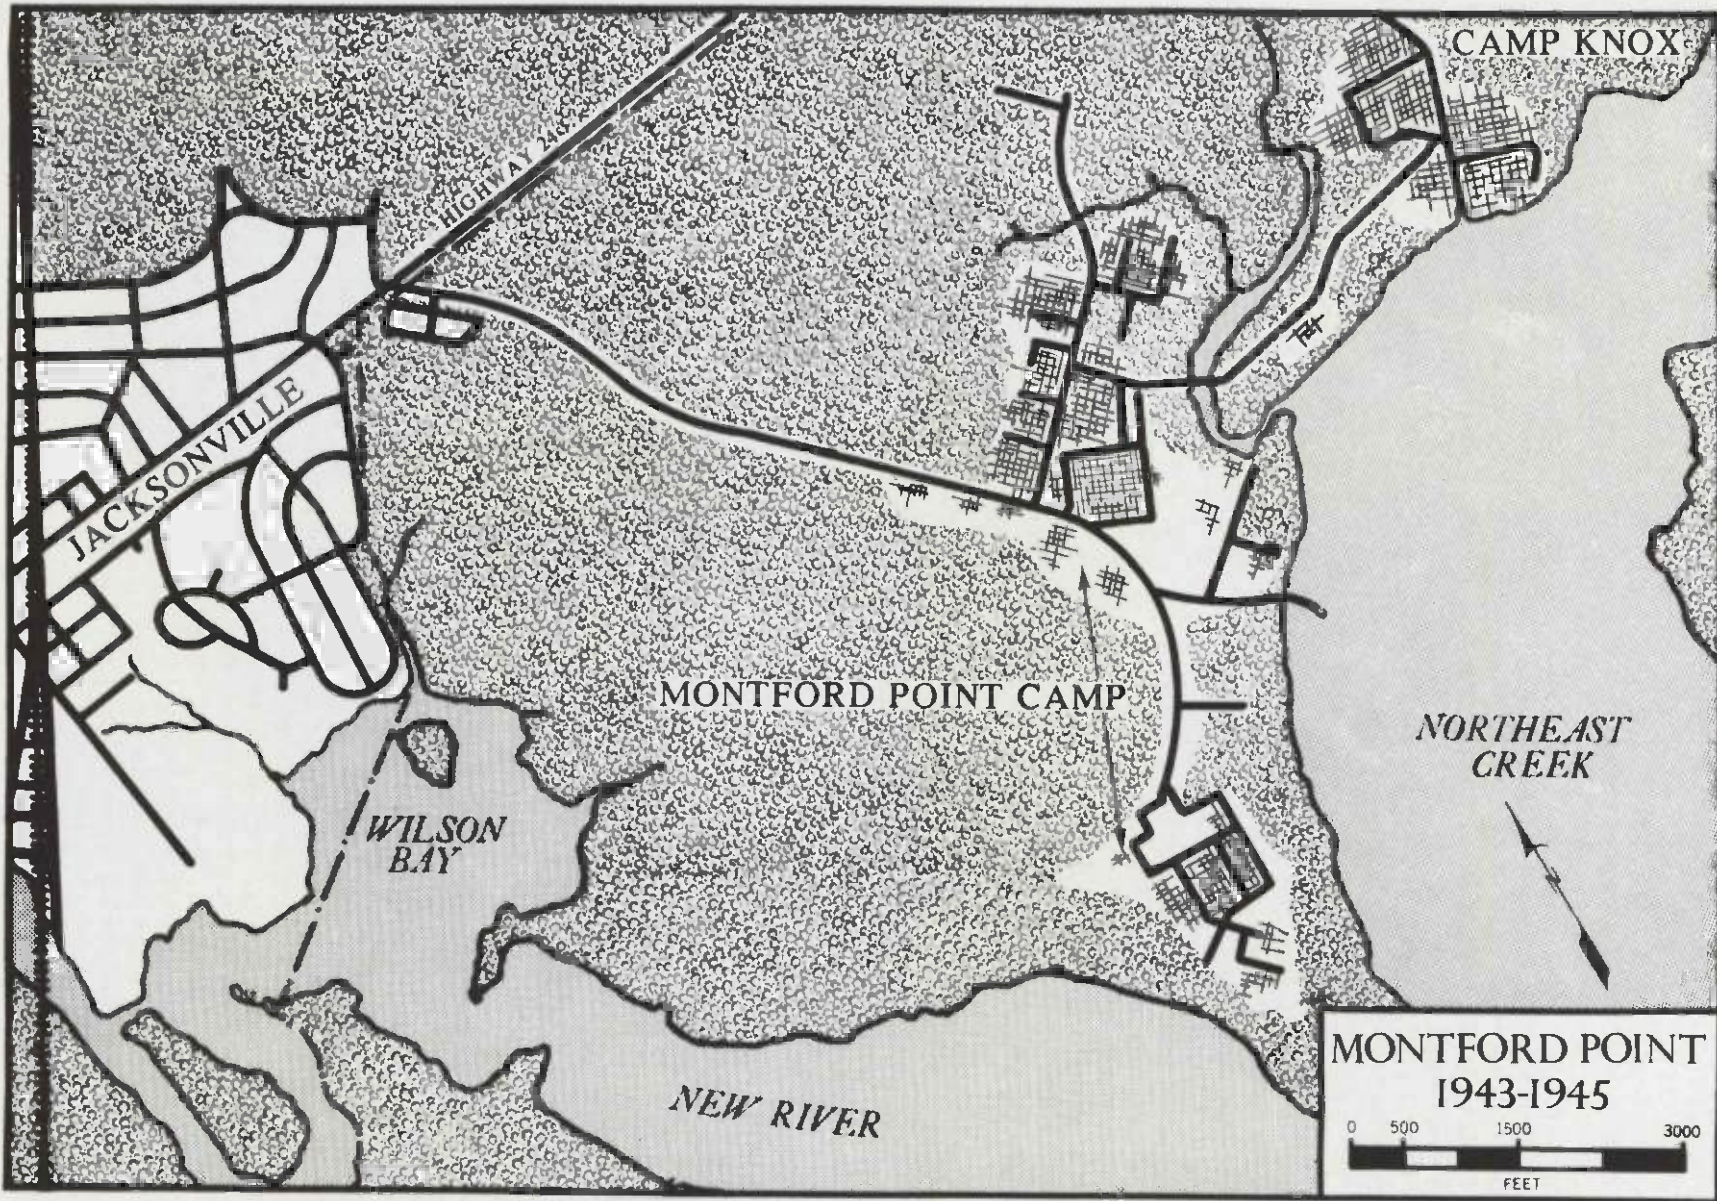 CAMP KNOX
HIGHWAY 24
JACKSONVILLE
MONTFORD POINT CAMP
NORTHEAST
CREEK
WILSON
BAY
NEW RIVER
MONTFORD POINT
1943-1945
0 500 1500 3000
FEET